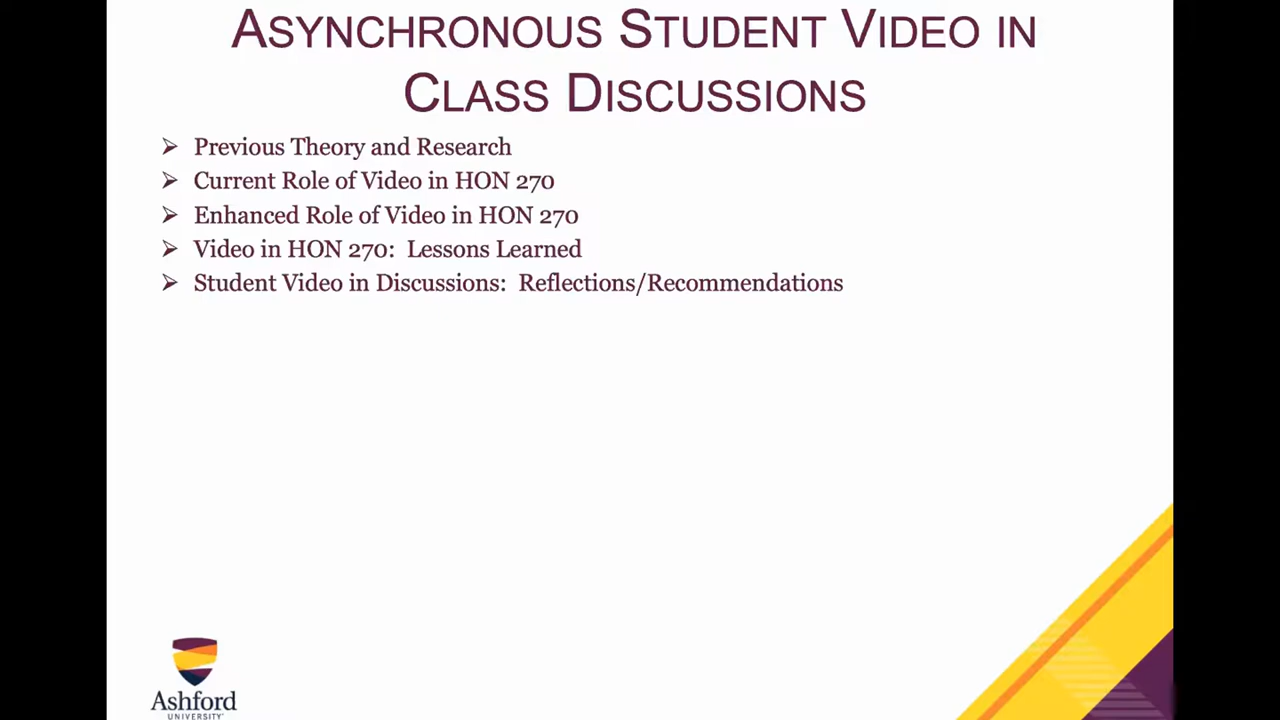 ASYNCHRONOUS STUDENT VIDEO IN
CLASS DISCUSSIONS
Previous Theory and Research
Current Role of Video in HON 270
Enhanced Role of Video in HON 270
Video in HON 270: Lessons Learned
Student Video in Discussions: Reflections/Recommendations
Ashford
UNIVERSITY